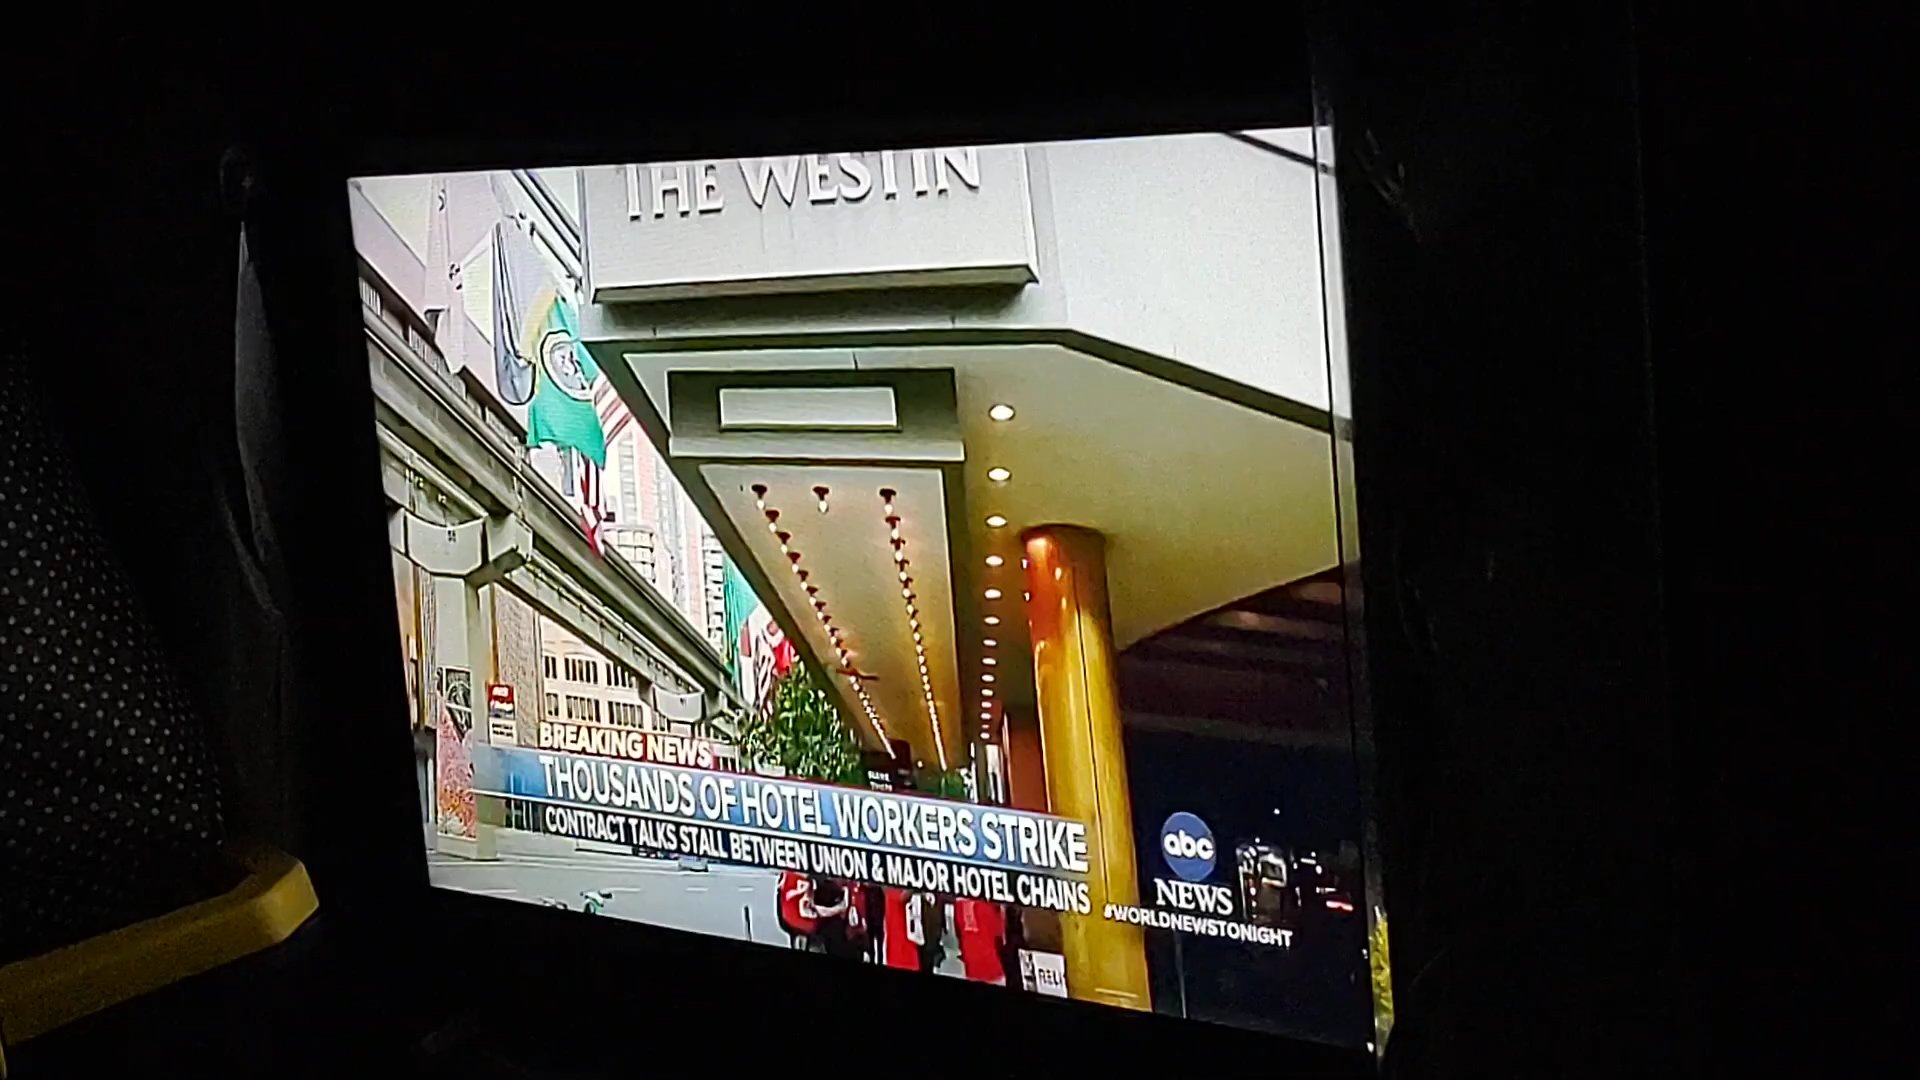 THE WESTIN
BREAKING NEWS
THOUSANDS OF HOTEL WORKERS STRIKE
CONTRACT TALKS STALL BETWEEN UNION & MAJOR HOTEL CHAINS
abc
NEWS
#WORLDNEWSTONIGHT